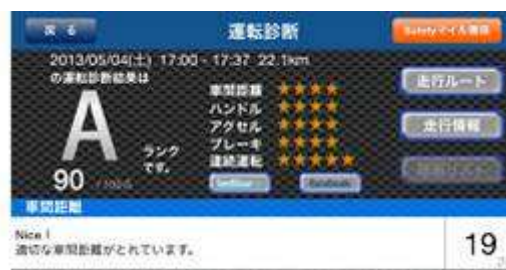 戻る
運転診断
Safetyマイル獲得
2013/05/04(土) 17:00 - 17:37 22.1km
の運転診断結果は
A
ランク
です。
90 /100点
車間距離 ★★★★
ハンドル ★★★★
アクセル ★★★★
ブレーキ ★★★★
連続運転 ★★★★★
走行ルート
走行情報
車間距離
Nice!
適切な車間距離がとれています。
19